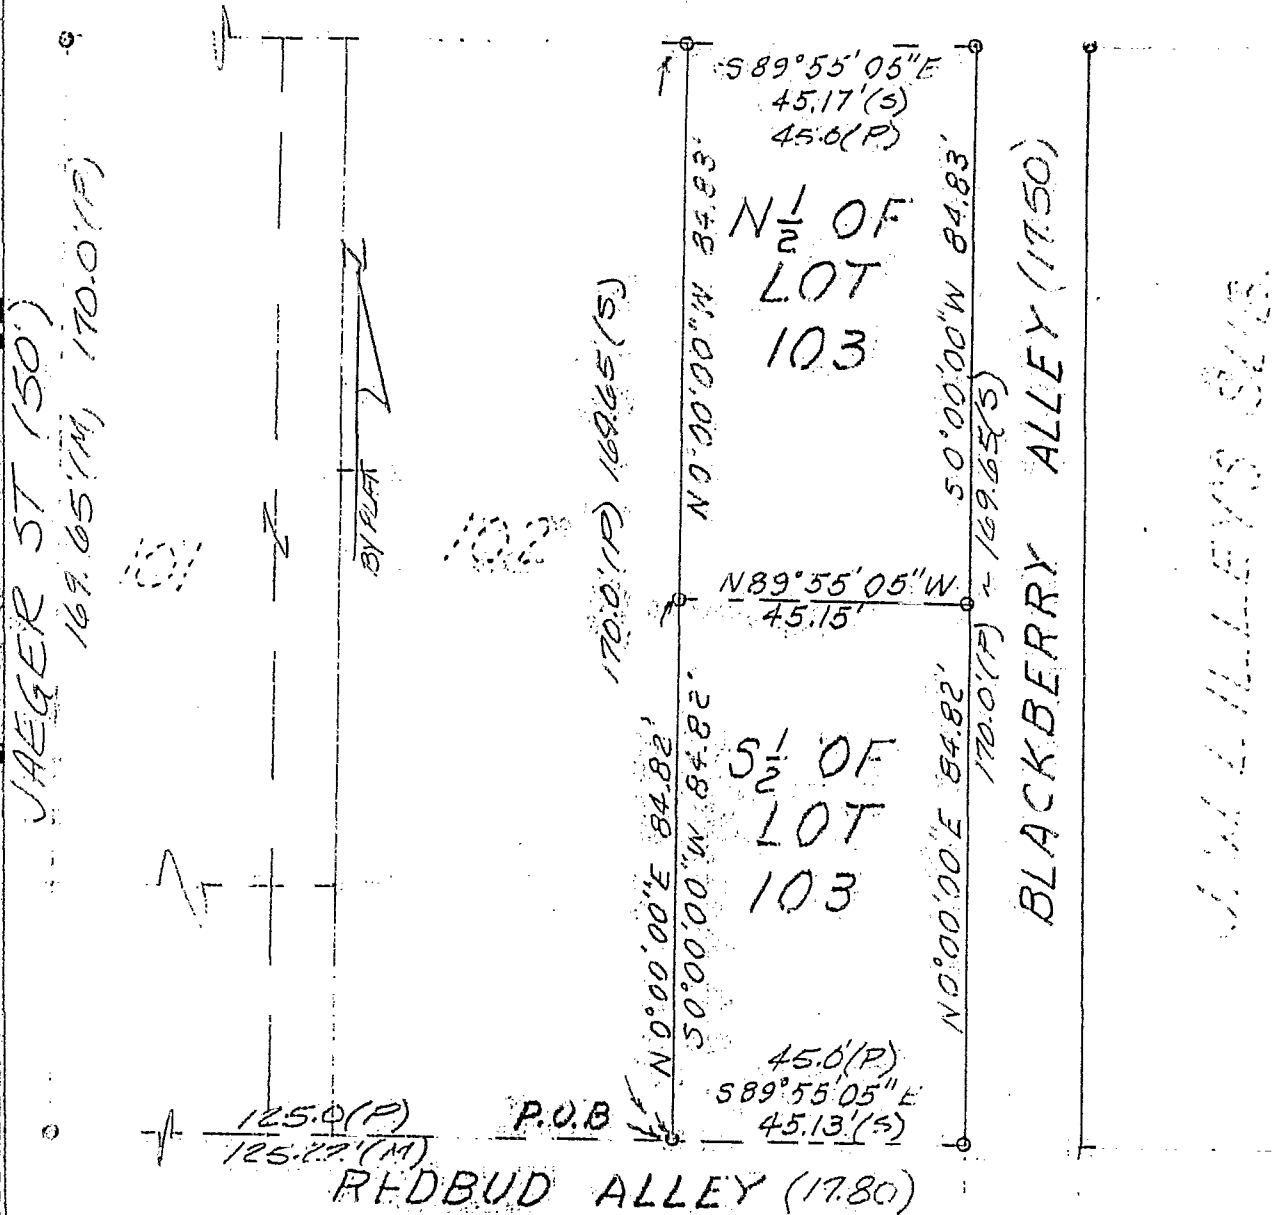 JAEGER ST (50')
169.65'(M) 170.0'(P)
101
BY PLAT
102
170.0'(P) 169.65(S)
S 89°55'05"E
45.17'(S)
45.0(P)
N0°00'00"W 84.83'
N 1/2 OF
LOT
103
S0°00'00"W 84.83'
N89°55'05"W
45.15'
170.0'(P) ~ 169.65(S)
BLACKBERRY ALLEY (17.50)
N0°00'00"E 84.82'
S0°00'00"W 84.82'
S 1/2 OF
LOT
103
N0°00'00"E 84.82'
45.0'(P)
S89°55'05"E
45.13'(S)
P.O.B
125.0(P)
REDBUD ALLEY (17.80)